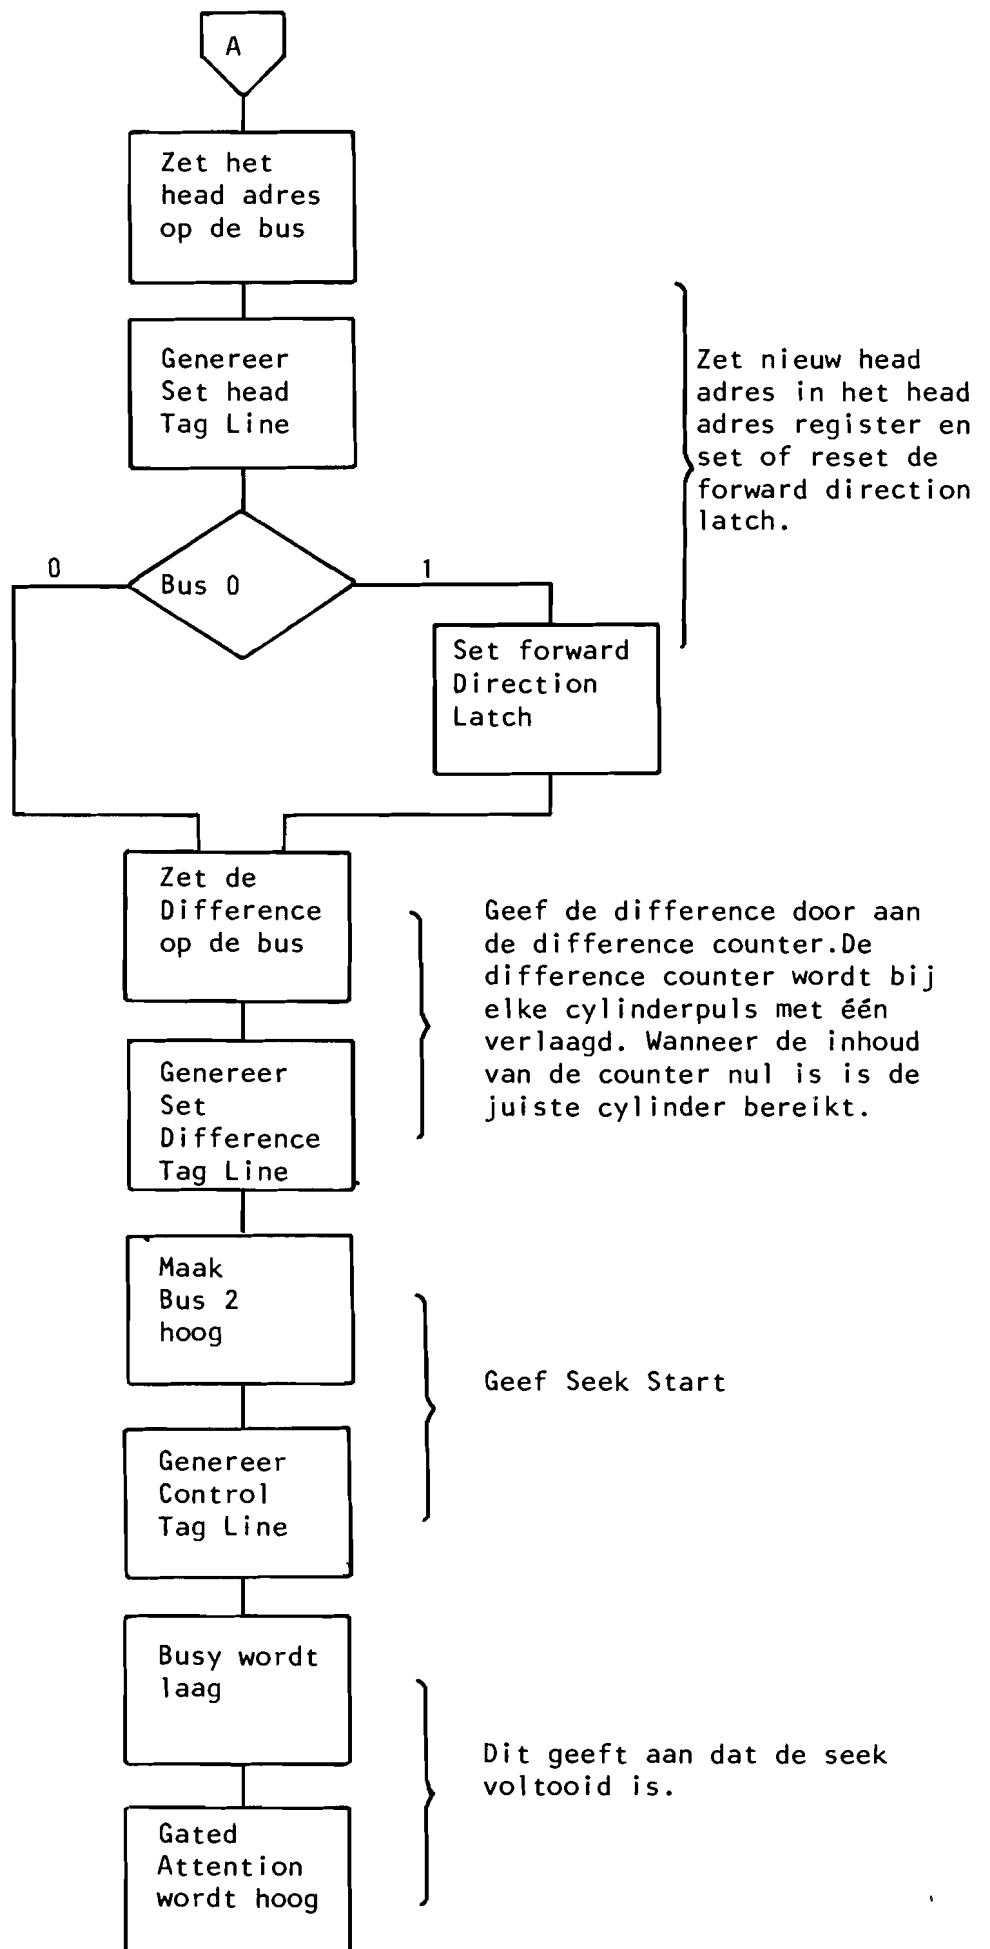 A
Zet het
head adres
op de bus
Genereer
Set head
Tag Line
Zet nieuw head
adres in het head
adres register en
set of reset de
forward direction
latch.
0
Bus 0
1
Set forward
Direction
Latch
Zet de
Difference
op de bus
Geef de difference door aan
de difference counter.De
difference counter wordt bij
elke cylinderpuls met één
verlaagd. Wanneer de inhoud
van de counter nul is is de
juiste cylinder bereikt.
Genereer
Set
Difference
Tag Line
Maak
Bus 2
hoog
Geef Seek Start
Genereer
Control
Tag Line
Busy wordt
laag
Dit geeft aan dat de seek
voltooid is.
Gated
Attention
wordt hoog